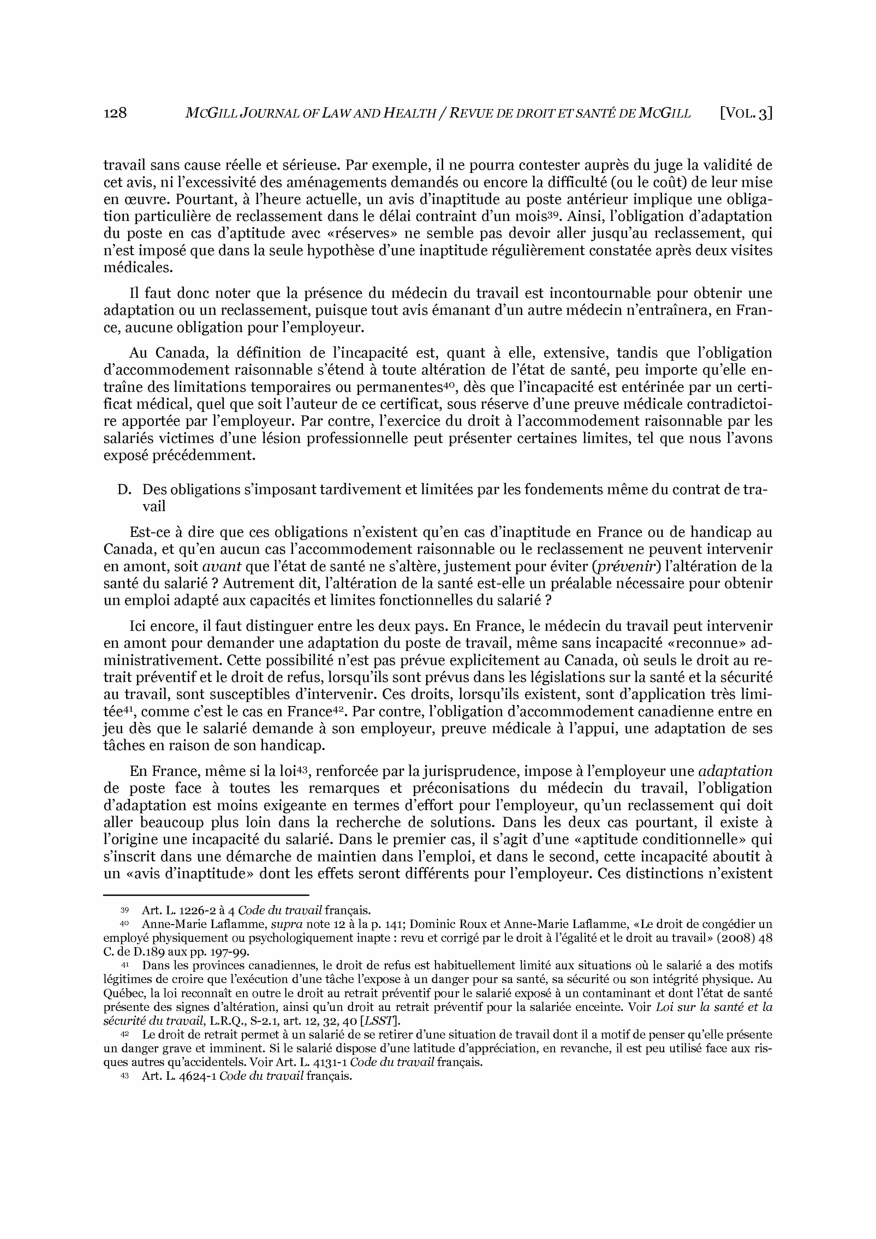 128 MCGILL JOURNAL OF LAW AND HEALTH / REVUE DE DROIT ET SANTÉ DE MCGILL [VOL. 3]
travail sans cause réelle et sérieuse. Par exemple, il ne pourra contester auprès du juge la validité de
cet avis, ni l’excessivité des aménagements demandés ou encore la difficulté (ou le coût) de leur mise
en œuvre. Pourtant, à l’heure actuelle, un avis d’inaptitude au poste antérieur implique une obliga-
tion particulière de reclassement dans le délai contraint d’un mois³⁹. Ainsi, l’obligation d’adaptation
du poste en cas d’aptitude avec «réserves» ne semble pas devoir aller jusqu’au reclassement, qui
n’est imposé que dans la seule hypothèse d’une inaptitude régulièrement constatée après deux visites
médicales.
Il faut donc noter que la présence du médecin du travail est incontournable pour obtenir une
adaptation ou un reclassement, puisque tout avis émanant d’un autre médecin n’entraînera, en Fran-
ce, aucune obligation pour l’employeur.
Au Canada, la définition de l’incapacité est, quant à elle, extensive, tandis que l’obligation
d’accommodement raisonnable s’étend à toute altération de l’état de santé, peu importe qu’elle en-
traîne des limitations temporaires ou permanentes⁴⁰, dès que l’incapacité est entérinée par un certi-
ficat médical, quel que soit l’auteur de ce certificat, sous réserve d’une preuve médicale contradictoi-
re apportée par l’employeur. Par contre, l’exercice du droit à l’accommodement raisonnable par les
salariés victimes d’une lésion professionnelle peut présenter certaines limites, tel que nous l’avons
exposé précédemment.
D. Des obligations s’imposant tardivement et limitées par les fondements même du contrat de tra-
vail
Est-ce à dire que ces obligations n’existent qu’en cas d’inaptitude en France ou de handicap au
Canada, et qu’en aucun cas l’accommodement raisonnable ou le reclassement ne peuvent intervenir
en amont, soit avant que l’état de santé ne s’altère, justement pour éviter (prévenir) l’altération de la
santé du salarié ? Autrement dit, l’altération de la santé est-elle un préalable nécessaire pour obtenir
un emploi adapté aux capacités et limites fonctionnelles du salarié ?
Ici encore, il faut distinguer entre les deux pays. En France, le médecin du travail peut intervenir
en amont pour demander une adaptation du poste de travail, même sans incapacité «reconnue» ad-
ministrativement. Cette possibilité n’est pas prévue explicitement au Canada, où seuls le droit au re-
trait préventif et le droit de refus, lorsqu’ils sont prévus dans les législations sur la santé et la sécurité
au travail, sont susceptibles d’intervenir. Ces droits, lorsqu’ils existent, sont d’application très limi-
tée⁴¹, comme c’est le cas en France⁴². Par contre, l’obligation d’accommodement canadienne entre en
jeu dès que le salarié demande à son employeur, preuve médicale à l’appui, une adaptation de ses
tâches en raison de son handicap.
En France, même si la loi⁴³, renforcée par la jurisprudence, impose à l’employeur une adaptation
de poste face à toutes les remarques et préconisations du médecin du travail, l’obligation
d’adaptation est moins exigeante en termes d’effort pour l’employeur, qu’un reclassement qui doit
aller beaucoup plus loin dans la recherche de solutions. Dans les deux cas pourtant, il existe à
l’origine une incapacité du salarié. Dans le premier cas, il s’agit d’une «aptitude conditionnelle» qui
s’inscrit dans une démarche de maintien dans l’emploi, et dans le second, cette incapacité aboutit à
un «avis d’inaptitude» dont les effets seront différents pour l’employeur. Ces distinctions n’existent
³⁹ Art. L. 1226-2 à 4 Code du travail français.
⁴⁰ Anne-Marie Laflamme, supra note 12 à la p. 141; Dominic Roux et Anne-Marie Laflamme, «Le droit de congédier un
employé physiquement ou psychologiquement inapte : revu et corrigé par le droit à l’égalité et le droit au travail» (2008) 48
C. de D.189 aux pp. 197-99.
⁴¹ Dans les provinces canadiennes, le droit de refus est habituellement limité aux situations où le salarié a des motifs
légitimes de croire que l’exécution d’une tâche l’expose à un danger pour sa santé, sa sécurité ou son intégrité physique. Au
Québec, la loi reconnaît en outre le droit au retrait préventif pour le salarié exposé à un contaminant et dont l’état de santé
présente des signes d’altération, ainsi qu’un droit au retrait préventif pour la salariée enceinte. Voir Loi sur la santé et la
sécurité du travail, L.R.Q., S-2.1, art. 12, 32, 40 [LSST].
⁴² Le droit de retrait permet à un salarié de se retirer d’une situation de travail dont il a motif de penser qu’elle présente
un danger grave et imminent. Si le salarié dispose d’une latitude d’appréciation, en revanche, il est peu utilisé face aux ris-
ques autres qu’accidentels. Voir Art. L. 4131-1 Code du travail français.
⁴³ Art. L. 4624-1 Code du travail français.